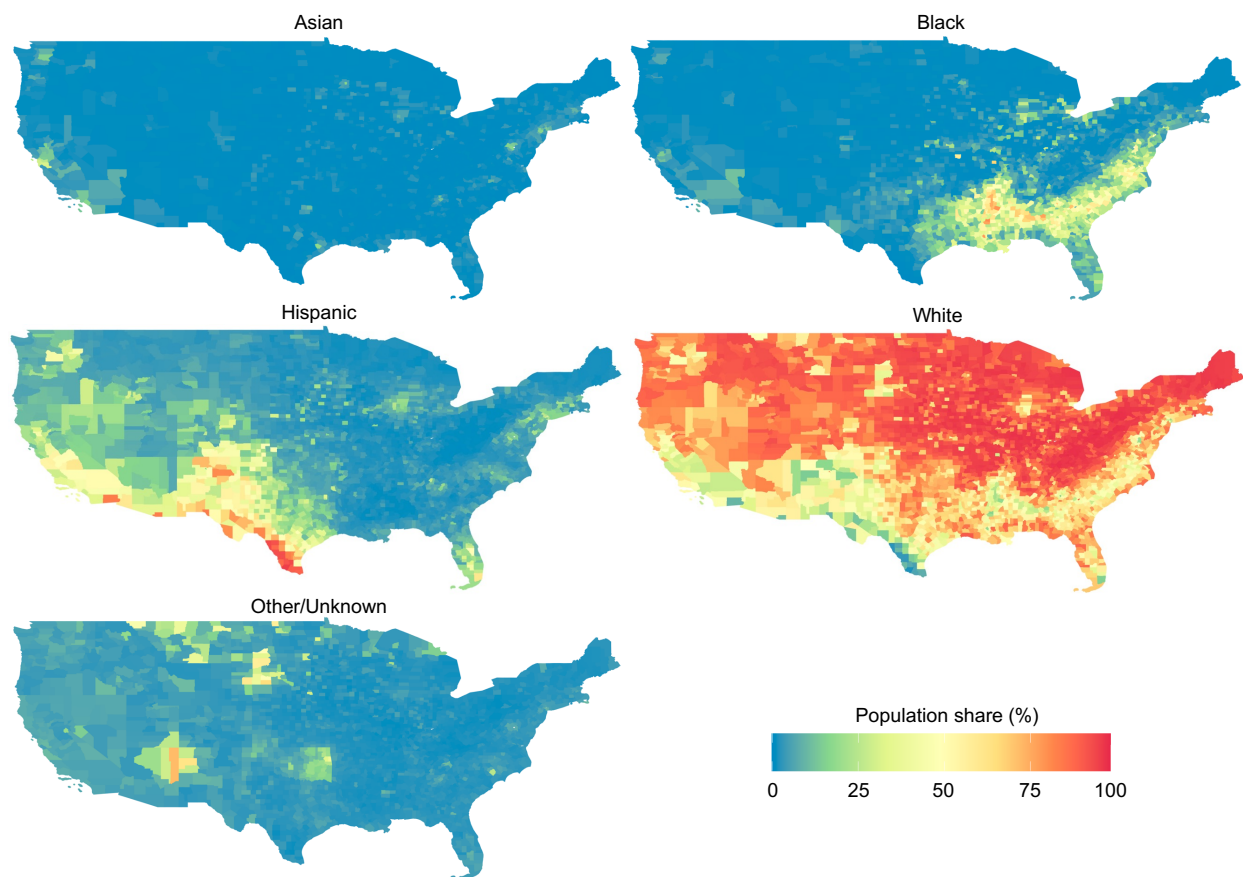 Asian
Black
Hispanic
White
Other/Unknown
Population share (%)
0 25 50 75 100